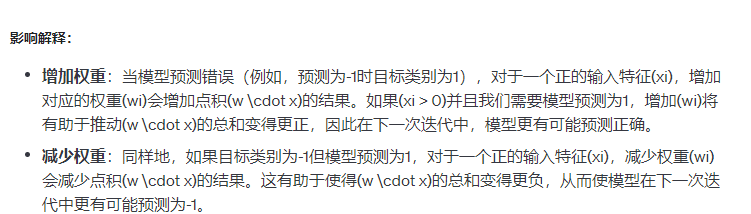 影响解释：
• 增加权重：当模型预测错误（例如，预测为-1时目标类别为1），对于一个正的输入特征(xi)，增加
对应的权重(wi)会增加点积(w \cdot x)的结果。如果(xi > 0)并且我们需要模型预测为1，增加(wi)将
有助于推动(w \cdot x)的总和变得更正，因此在下一次迭代中，模型更有可能预测正确。
• 减少权重：同样地，如果目标类别为-1但模型预测为1，对于一个正的输入特征(xi)，减少权重(wi)
会减少点积(w \cdot x)的结果。这有助于使得(w \cdot x)的总和变得更负，从而使模型在下一次迭
代中更有可能预测为-1。